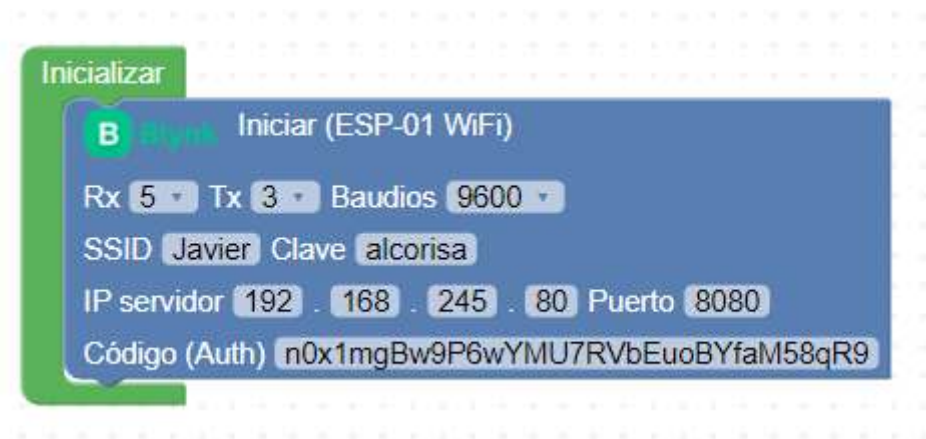 Inicializar
B Blynk Iniciar (ESP-01 WiFi)
Rx 5 Tx 3 Baudios 9600
SSID Javier Clave alcorisa
IP servidor 192 . 168 . 245 . 80 Puerto 8080
Código (Auth) n0x1mgBw9P6wYMU7RVbEuoBYfaM58qR9